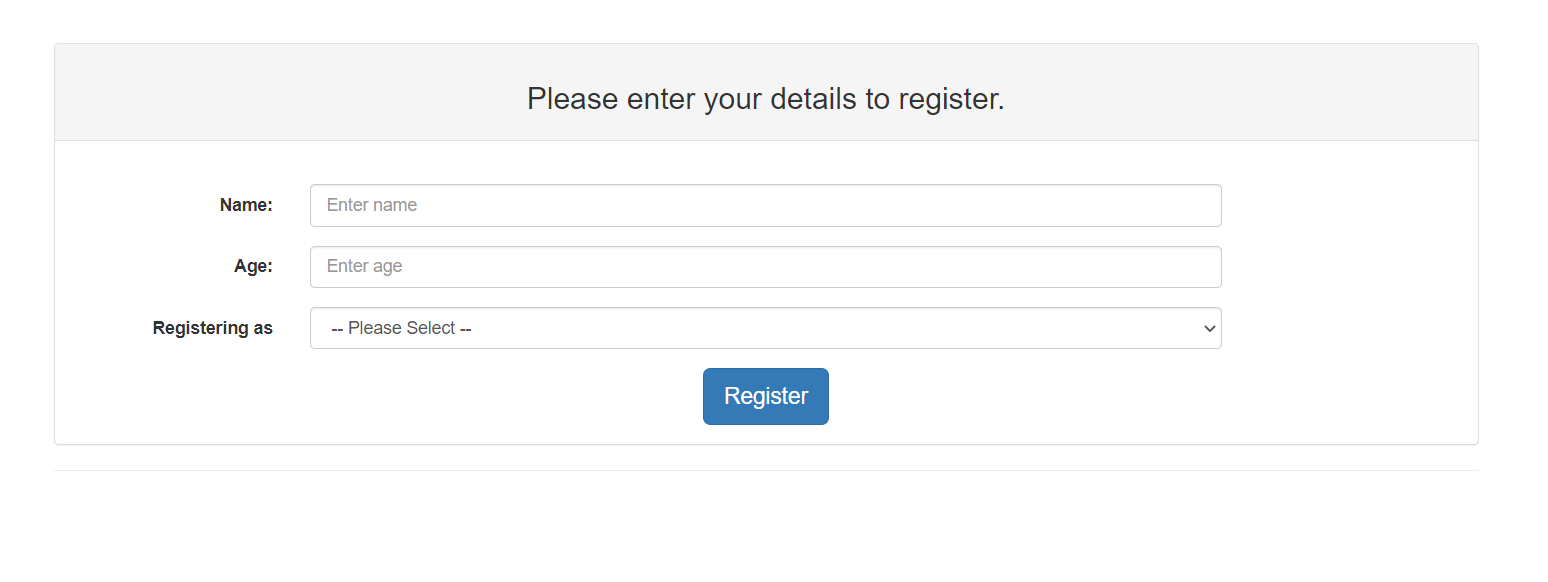 Please enter your details to register.
Name: Enter name
Age: Enter age
Registering as -- Please Select --
Register